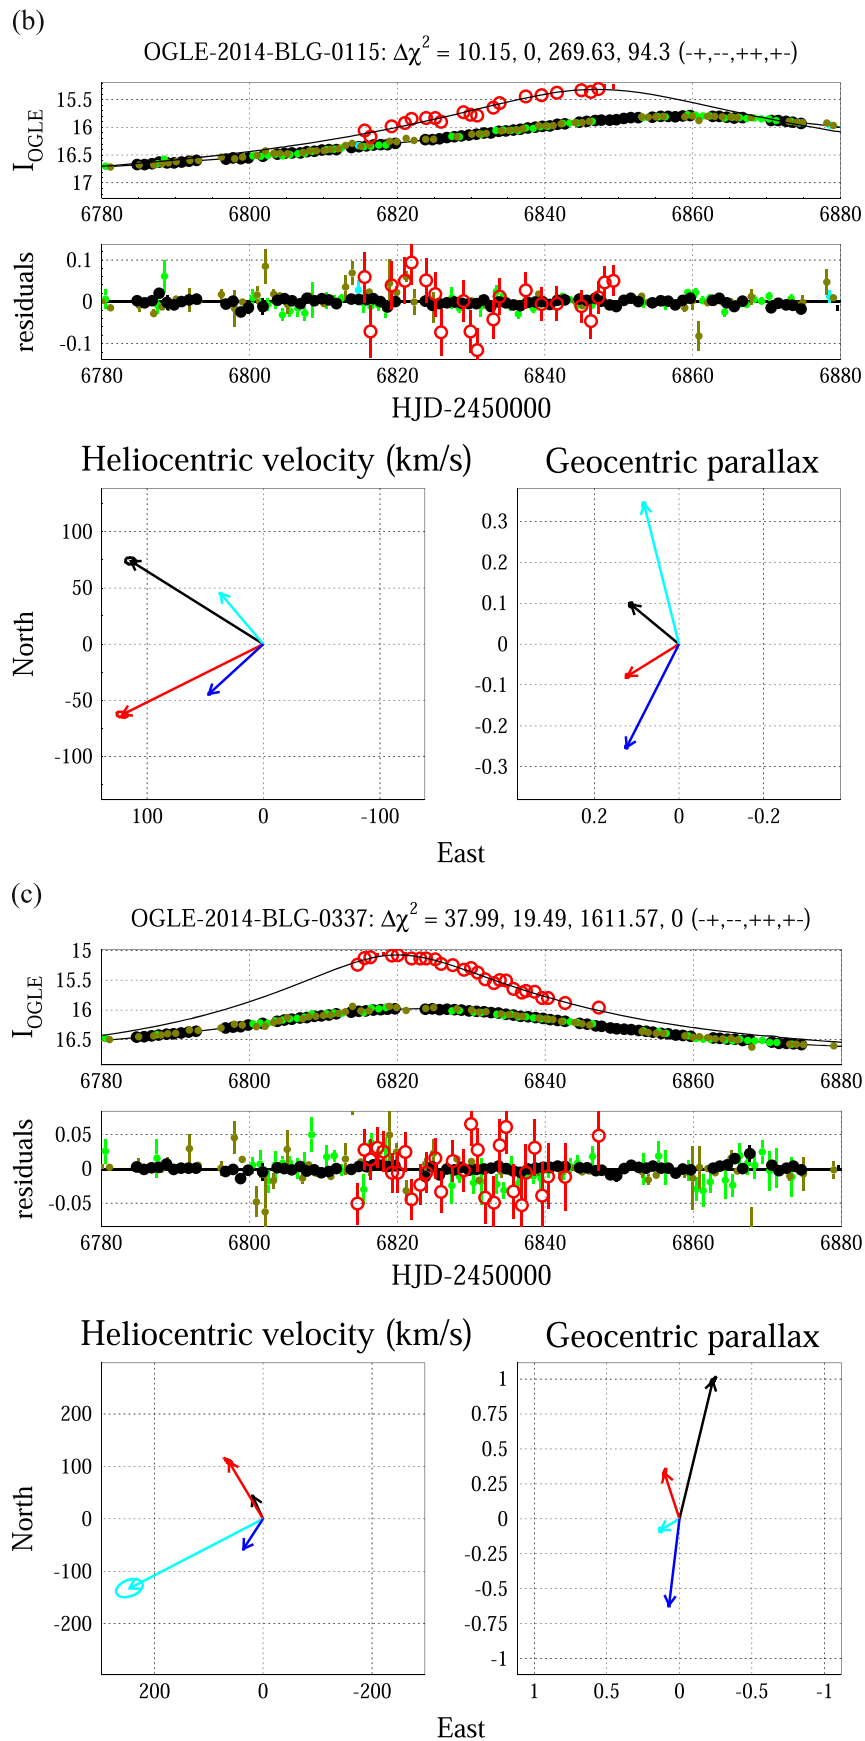 (b)
OGLE-2014-BLG-0115: Δχ² = 10.15, 0, 269.63, 94.3 (-+,--,++,+-)
I_OGLE
15.5
16
16.5
17
6780 6800 6820 6840 6860 6880
residuals
0.1
0
-0.1
6780 6800 6820 6840 6860 6880
HJD-2450000
Heliocentric velocity (km/s)
North
100
50
0
-50
-100
100 0 -100
Geocentric parallax
0.3
0.2
0.1
0
-0.1
-0.2
-0.3
0.2 0 -0.2
East
(c)
OGLE-2014-BLG-0337: Δχ² = 37.99, 19.49, 1611.57, 0 (-+,--,++,+-)
I_OGLE
15
15.5
16
16.5
6780 6800 6820 6840 6860 6880
residuals
0.05
0
-0.05
6780 6800 6820 6840 6860 6880
HJD-2450000
Heliocentric velocity (km/s)
North
200
100
0
-100
-200
200 0 -200
Geocentric parallax
1
0.75
0.5
0.25
0
-0.25
-0.5
-0.75
-1
1 0.5 0 -0.5 -1
East